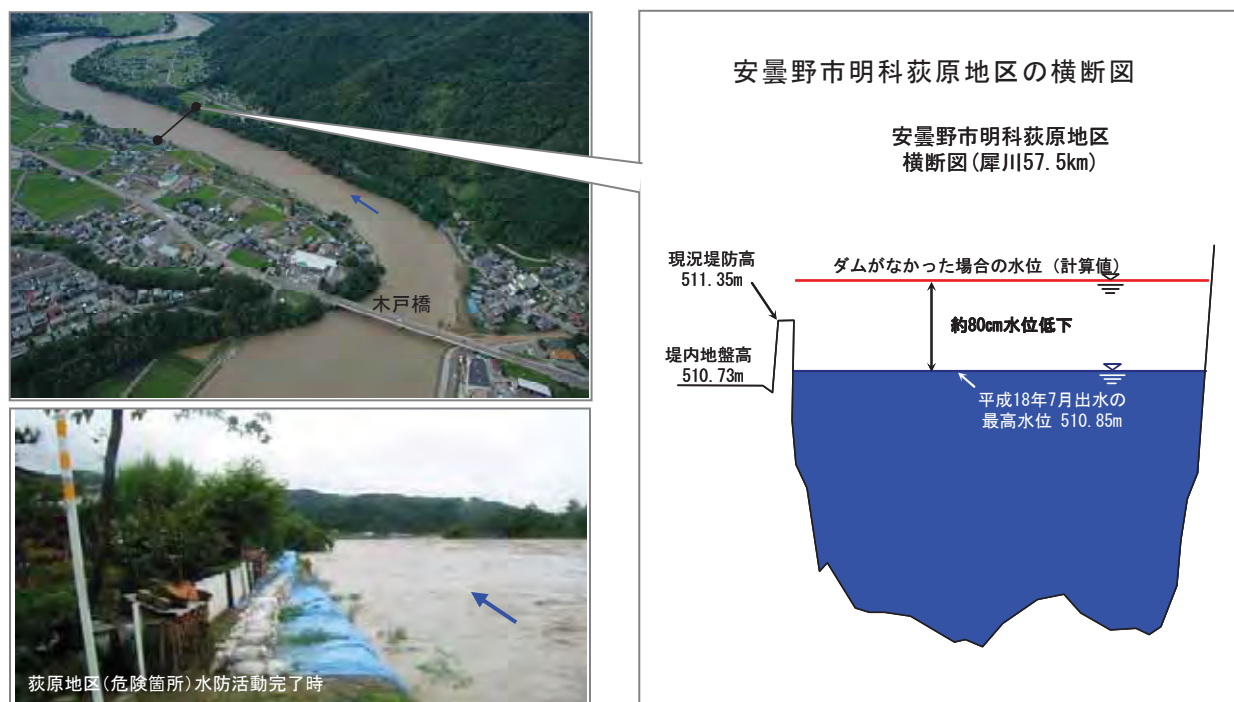 木戸橋
荻原地区(危険箇所)水防活動完了時
安曇野市明科荻原地区の横断図
安曇野市明科荻原地区
横断図(犀川57.5km)
現況堤防高
511.35m
ダムがなかった場合の水位（計算値）
約80cm水位低下
堤内地盤高
510.73m
平成18年7月出水の
最高水位 510.85m